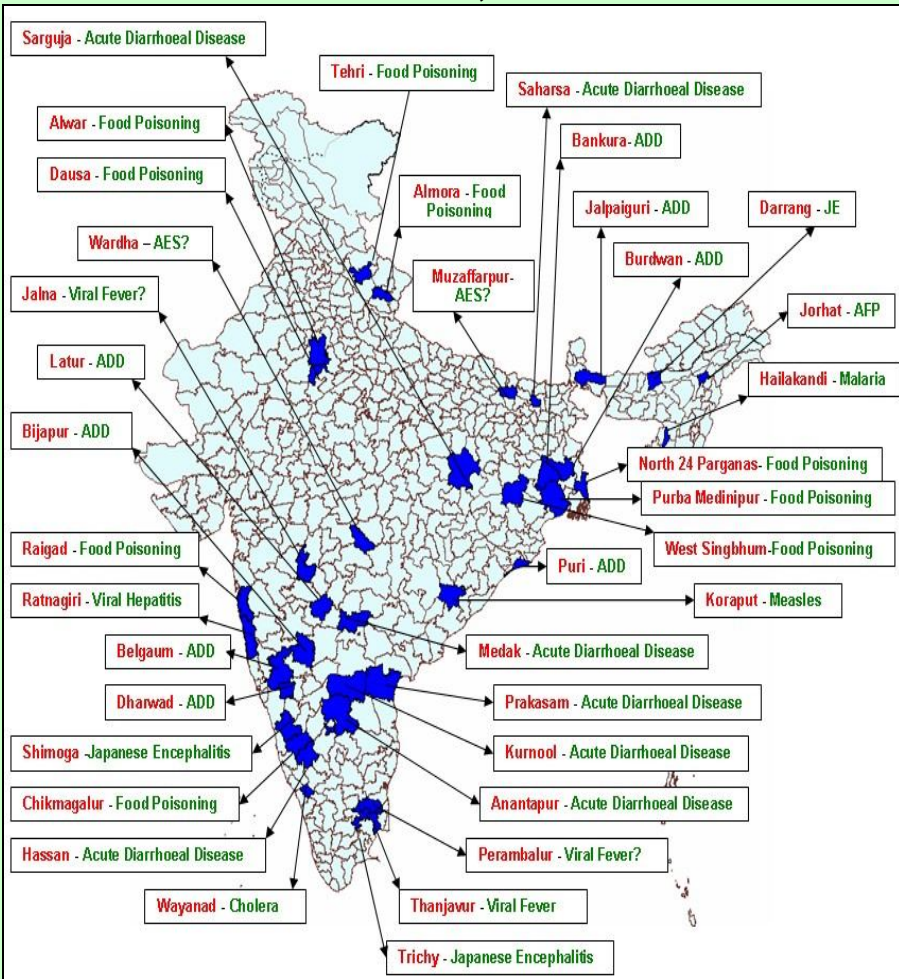 Sarguja - Acute Diarrhoeal Disease
Tehri - Food Poisoning
Saharsa - Acute Diarrhoeal Disease
Alwar - Food Poisoning
Bankura- ADD
Dausa - Food Poisoning
Almora - Food
Poisoning
Jalpaiguri - ADD
Darrang - JE
Wardha – AES?
Burdwan - ADD
Muzaffarpur-
AES?
Jalna - Viral Fever?
Jorhat - AFP
Latur - ADD
Hailakandi - Malaria
Bijapur - ADD
North 24 Parganas- Food Poisoning
Purba Medinipur - Food Poisoning
Raigad - Food Poisoning
West Singbhum-Food Poisoning
Puri - ADD
Ratnagiri - Viral Hepatitis
Koraput - Measles
Belgaum - ADD
Medak - Acute Diarrhoeal Disease
Dharwad - ADD
Prakasam - Acute Diarrhoeal Disease
Shimoga -Japanese Encephalitis
Kurnool - Acute Diarrhoeal Disease
Chikmagalur - Food Poisoning
Anantapur - Acute Diarrhoeal Disease
Hassan - Acute Diarrhoeal Disease
Perambalur - Viral Fever?
Wayanad - Cholera
Thanjavur - Viral Fever
Trichy - Japanese Encephalitis